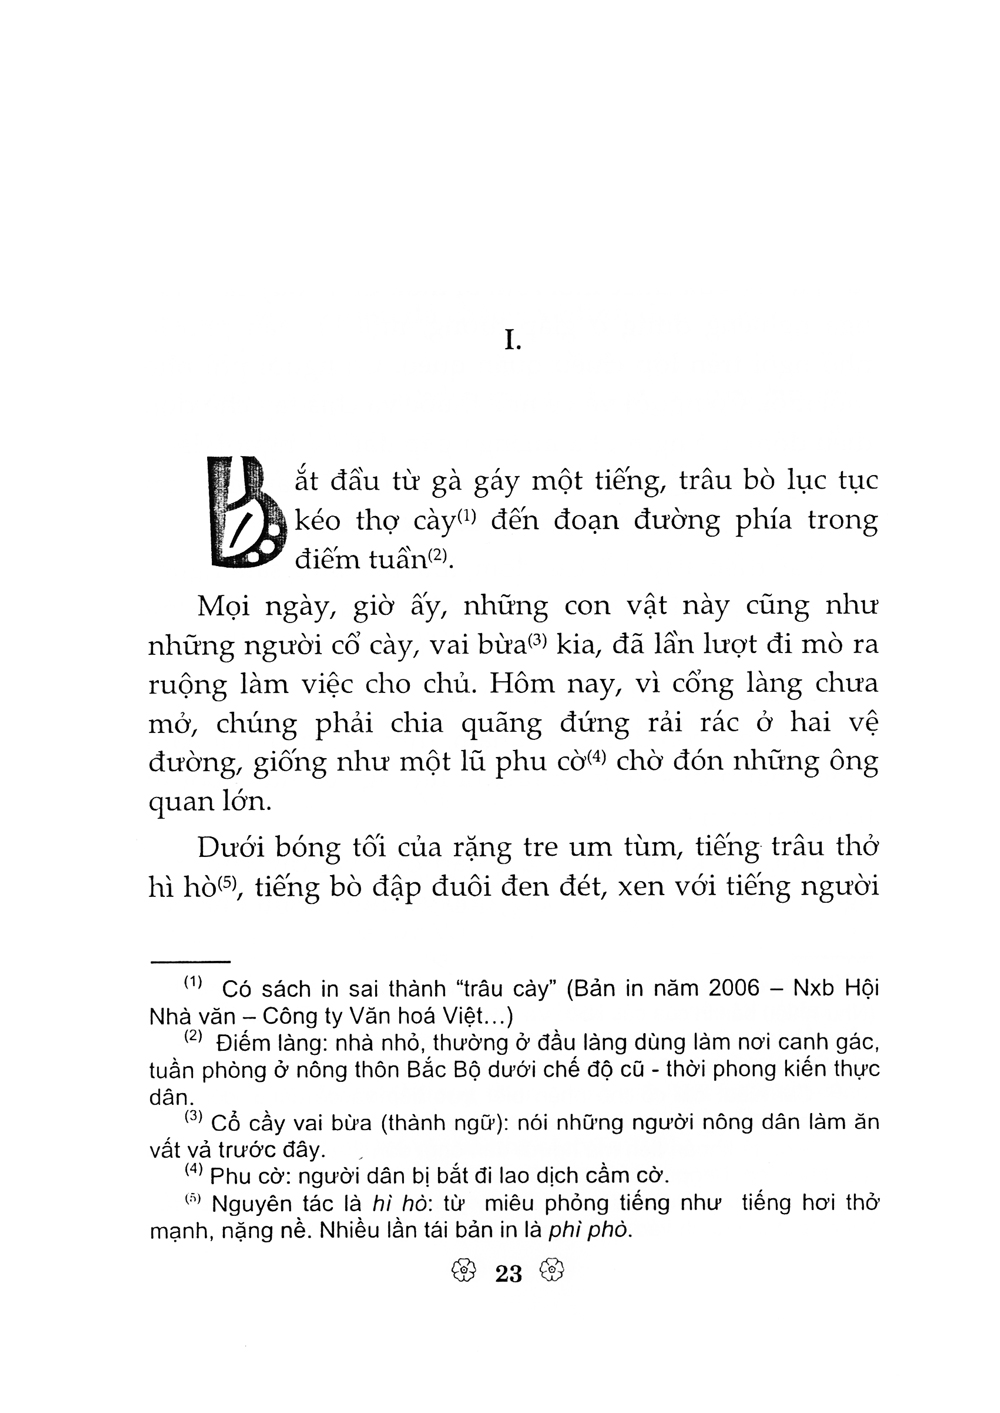 I.
Bắt đầu từ gà gáy một tiếng, trâu bò lục tục
kéo thợ cày(1) đến đoạn đường phía trong
điếm tuần(2).
Mọi ngày, giờ ấy, những con vật này cũng như
những người cổ cày, vai bừa(3) kia, đã lần lượt đi mò ra
ruộng làm việc cho chủ. Hôm nay, vì cổng làng chưa
mở, chúng phải chia quãng đứng rải rác ở hai vệ
đường, giống như một lũ phu cờ(4) chờ đón những ông
quan lớn.
Dưới bóng tối của rặng tre um tùm, tiếng trâu thở
hì hò(5), tiếng bò đập đuôi đen đét, xen với tiếng người
(1) Có sách in sai thành “trâu cày” (Bản in năm 2006 – Nxb Hội
Nhà văn – Công ty Văn hoá Việt...)
(2) Điếm làng: nhà nhỏ, thường ở đầu làng dùng làm nơi canh gác,
tuần phòng ở nông thôn Bắc Bộ dưới chế độ cũ - thời phong kiến thực
dân.
(3) Cổ cầy vai bừa (thành ngữ): nói những người nông dân làm ăn
vất vả trước đây.
(4) Phu cờ: người dân bị bắt đi lao dịch cầm cờ.
(5) Nguyên tác là hì hò: từ miêu phỏng tiếng như tiếng hơi thở
mạnh, nặng nề. Nhiều lần tái bản in là phì phò.
23